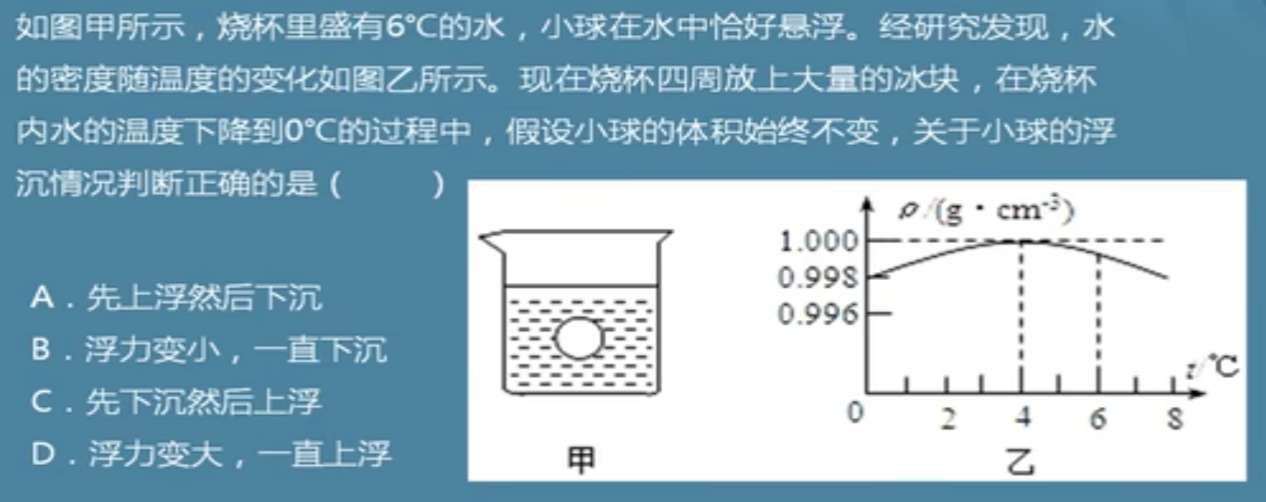 如图甲所示，烧杯里盛有6℃的水，小球在水中恰好悬浮。经研究发现，水
的密度随温度的变化如图乙所示。现在烧杯四周放上大量的冰块，在烧杯
内水的温度下降到0℃的过程中，假设小球的体积始终不变，关于小球的浮
沉情况判断正确的是（　　）
A．先上浮然后下沉
B．浮力变小，一直下沉
C．先下沉然后上浮
D．浮力变大，一直上浮
甲
ρ/(g·cm⁻³)
1.000
0.998
0.996
t/℃
0 2 4 6 8
乙